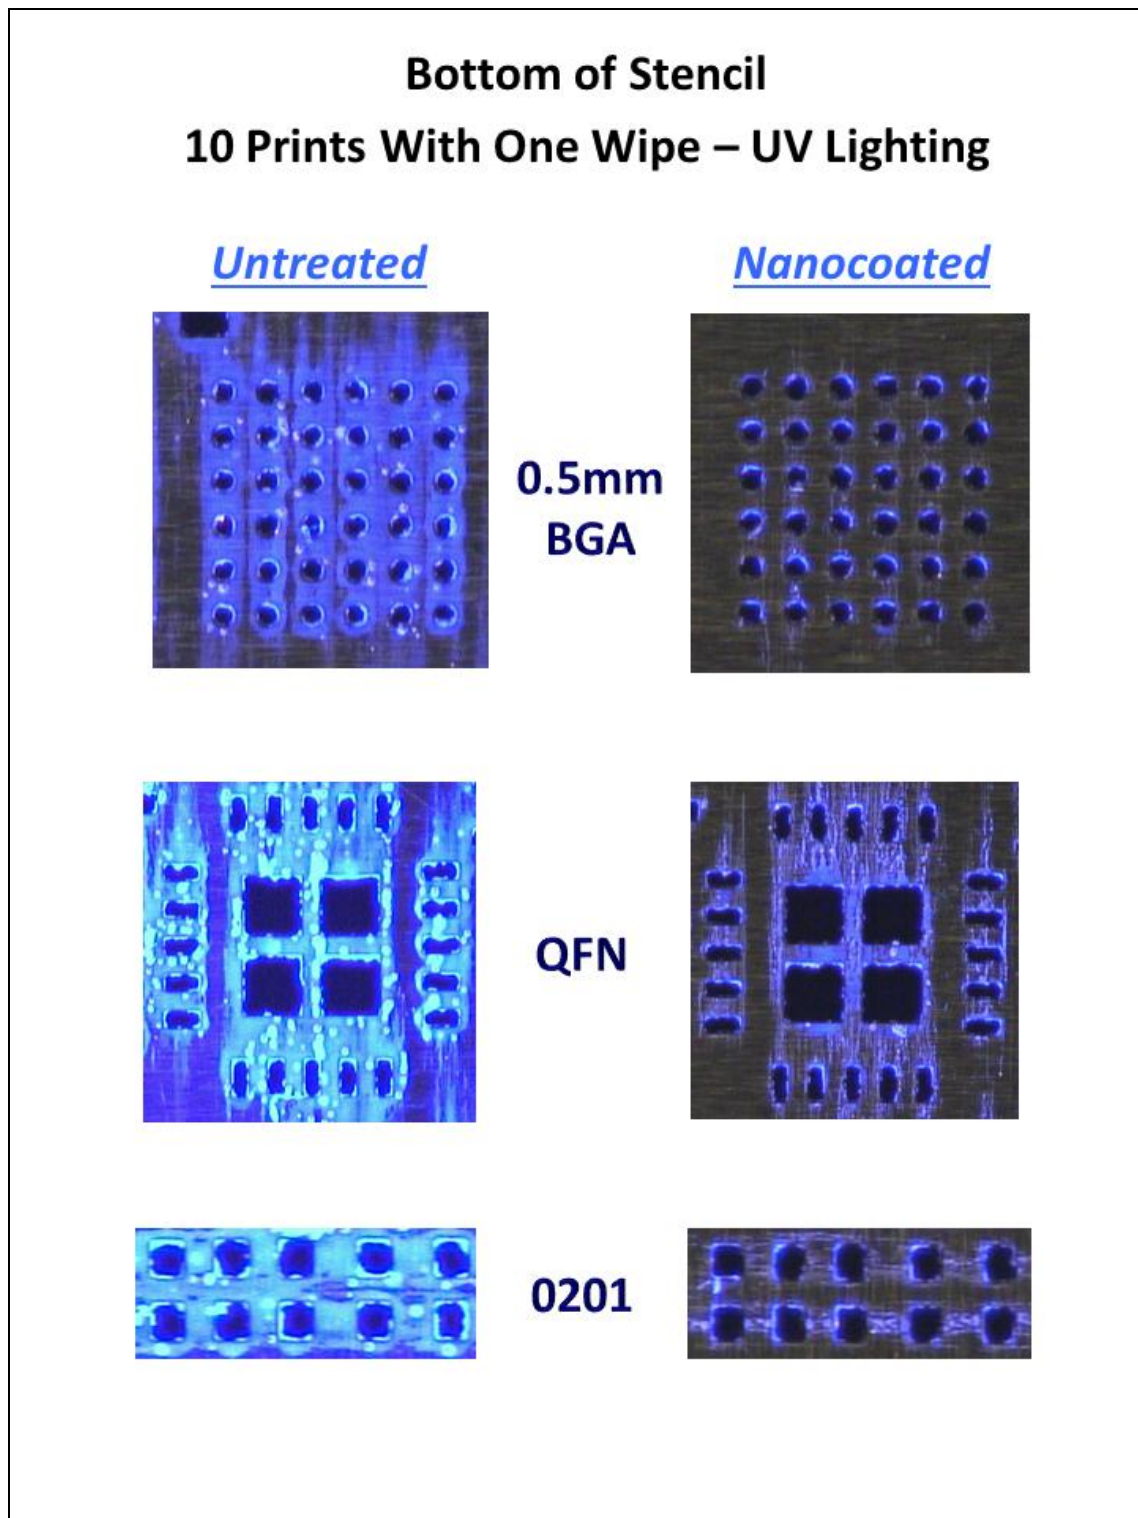 Bottom of Stencil
10 Prints With One Wipe – UV Lighting
Untreated
Nanocoated
0.5mm
BGA
QFN
0201